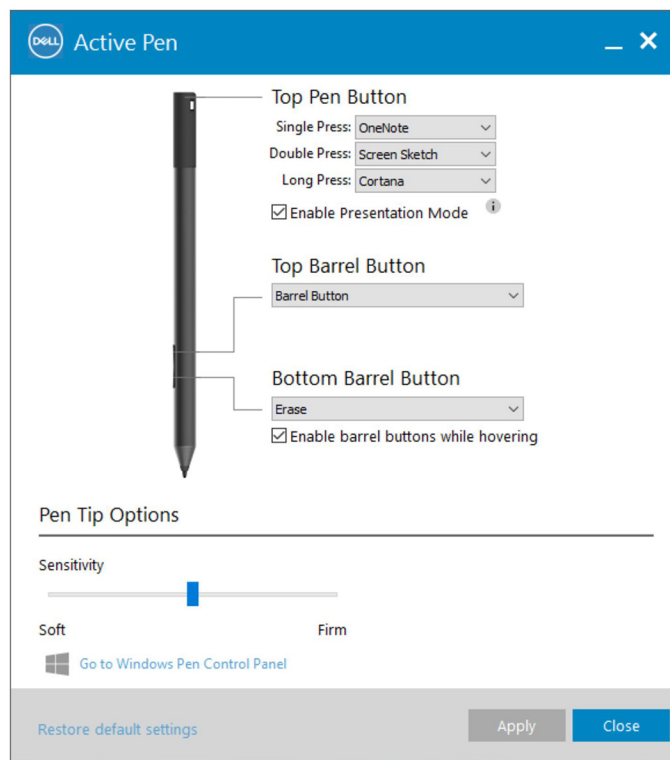 DELL Active Pen
Top Pen Button
Single Press: OneNote
Double Press: Screen Sketch
Long Press: Cortana
Enable Presentation Mode i
Top Barrel Button
Barrel Button
Bottom Barrel Button
Erase
Enable barrel buttons while hovering
Pen Tip Options
Sensitivity
Soft Firm
Go to Windows Pen Control Panel
Restore default settings Apply Close